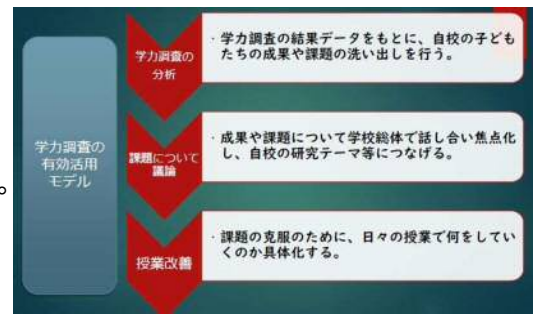 学力調査の
有効活用
モデル
学力調査の
分析
・学力調査の結果データをもとに、自校の子ども
たちの成果や課題の洗い出しを行う。
課題について
議論
・成果や課題について学校総体で話し合い焦点化
し、自校の研究テーマ等につなげる。
授業改善
・課題の克服のために、日々の授業で何をしてい
くのか具体化する。
。